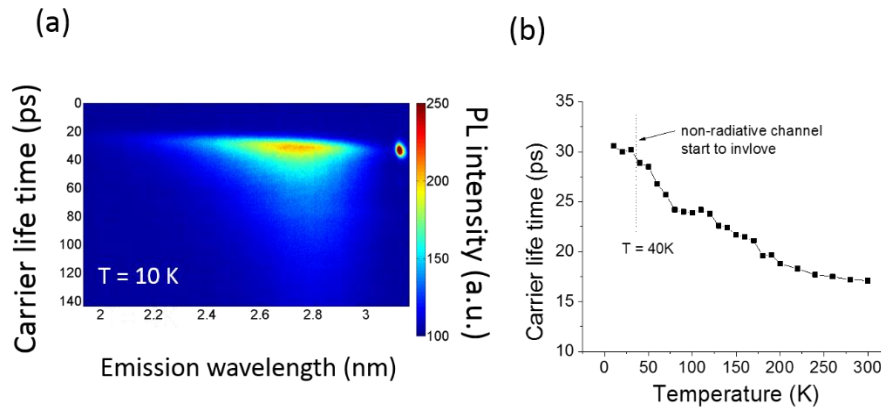 (a)
(b)
Carrier life time (ps)
0
20
40
60
80
100
120
140
T = 10 K
2
2.2
2.4
2.6
2.8
3
Emission wavelength (nm)
250
200
150
100
PL intensity (a.u.)
Carrier life time (ps)
35
30
25
20
15
10
non-radiative channel
start to invlove
T = 40K
0
50
100
150
200
250
300
Temperature (K)